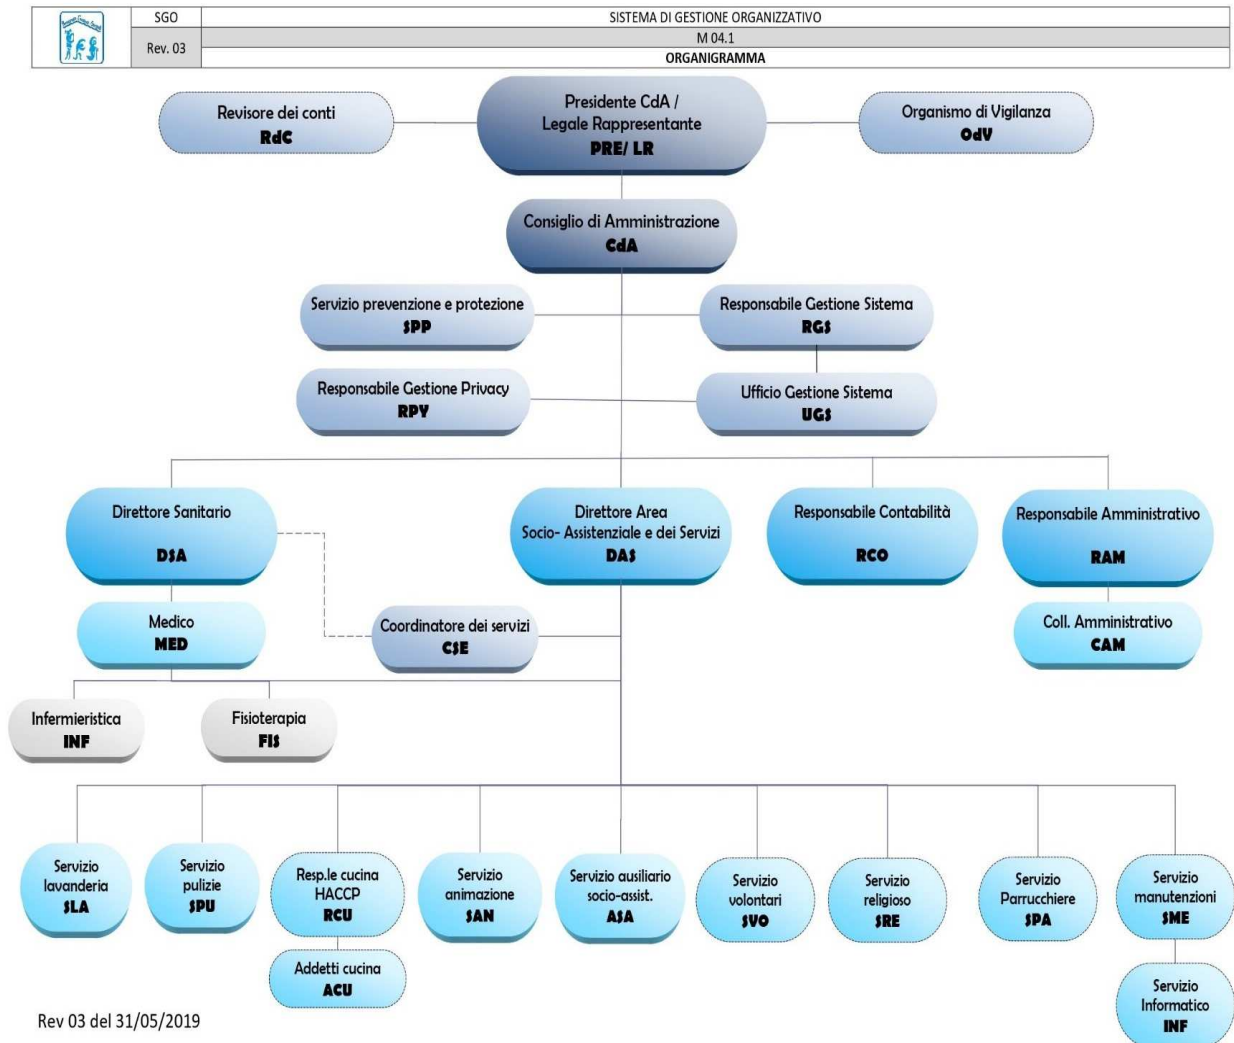 SGO
SISTEMA DI GESTIONE ORGANIZZATIVO
Rev. 03
M 04.1
ORGANIGRAMMA
Revisore dei conti
RdC
Presidente CdA /
Legale Rappresentante
PRE/ LR
Organismo di Vigilanza
OdV
Consiglio di Amministrazione
CdA
Servizio prevenzione e protezione
SPP
Responsabile Gestione Sistema
RGS
Responsabile Gestione Privacy
RPY
Ufficio Gestione Sistema
UGS
Direttore Sanitario
DSA
Direttore Area
Socio- Assistenziale e dei Servizi
DAS
Responsabile Contabilità
RCO
Responsabile Amministrativo
RAM
Medico
MED
Coordinatore dei servizi
CSE
Coll. Amministrativo
CAM
Infermieristica
INF
Fisioterapia
FIS
Servizio
lavanderia
SLA
Servizio
pulizie
SPU
Resp.le cucina
HACCP
RCU
Servizio
animazione
SAN
Servizio ausiliario
socio-assist.
ASA
Servizio
volontari
SVO
Servizio
religioso
SRE
Servizio
Parrucchiere
SPA
Servizio
manutenzioni
SME
Addetti cucina
ACU
Servizio
Informatico
INF
Rev 03 del 31/05/2019